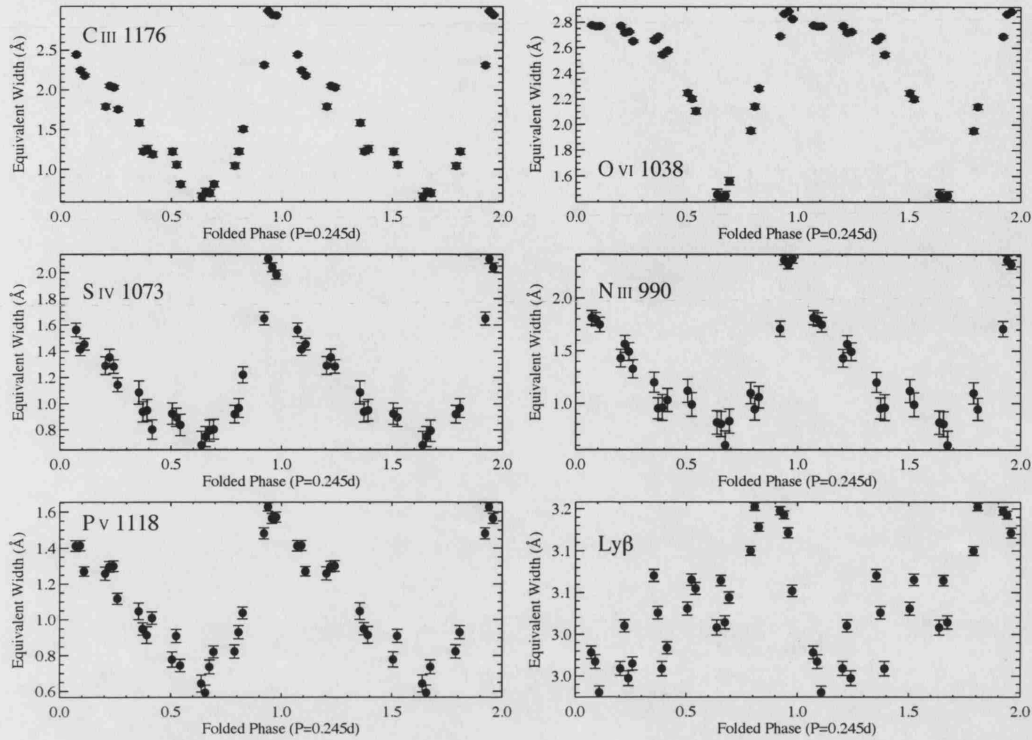 C III 1176
Equivalent Width (Å)
2.5
2.0
1.5
1.0
0.0 0.5 1.0 1.5 2.0
Folded Phase (P=0.245d)
O VI 1038
Equivalent Width (Å)
2.8
2.6
2.4
2.2
2.0
1.8
1.6
0.0 0.5 1.0 1.5 2.0
Folded Phase (P=0.245d)
S IV 1073
Equivalent Width (Å)
2.0
1.8
1.6
1.4
1.2
1.0
0.8
0.0 0.5 1.0 1.5 2.0
Folded Phase (P=0.245d)
N III 990
Equivalent Width (Å)
2.0
1.5
1.0
0.0 0.5 1.0 1.5 2.0
Folded Phase (P=0.245d)
P V 1118
Equivalent Width (Å)
1.6
1.4
1.2
1.0
0.8
0.6
0.0 0.5 1.0 1.5 2.0
Folded Phase (P=0.245d)
Lyβ
Equivalent Width (Å)
3.2
3.1
3.1
3.0
3.0
0.0 0.5 1.0 1.5 2.0
Folded Phase (P=0.245d)